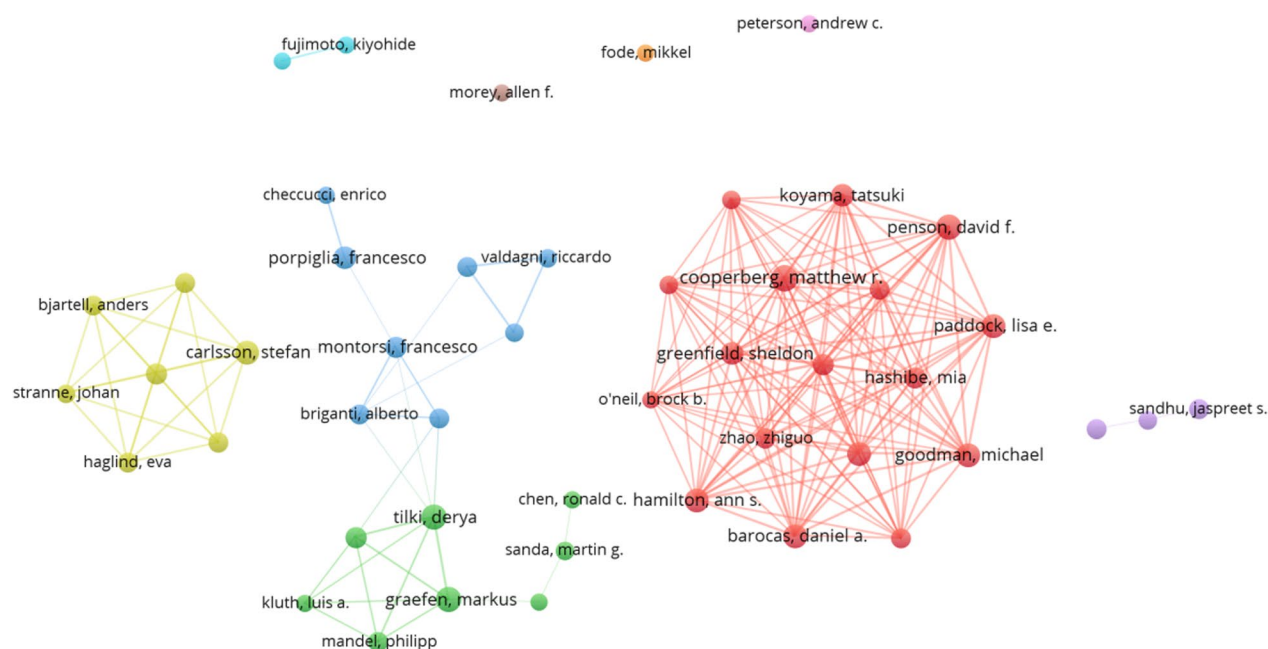 peterson, andrew c.
fujimoto, kiyohide
fode, mikkel
morey, allen f.
checcucci, enrico
koyama, tatsuki
penson, david f.
porpiglia, francesco
valdagni, riccardo
cooperberg, matthew r.
bjartell, anders
paddock, lisa e.
carlsson, stefan
montorsi, francesco
greenfield, sheldon
hashibe, mia
stranne, johan
o'neil, brock b.
briganti, alberto
sandhu, jaspreet s.
zhao, zhiguo
haglind, eva
goodman, michael
chen, ronald c.
hamilton, ann s.
tilki, derya
barocas, daniel a.
sanda, martin g.
kluth, luis a.
graefen, markus
mandel, philipp